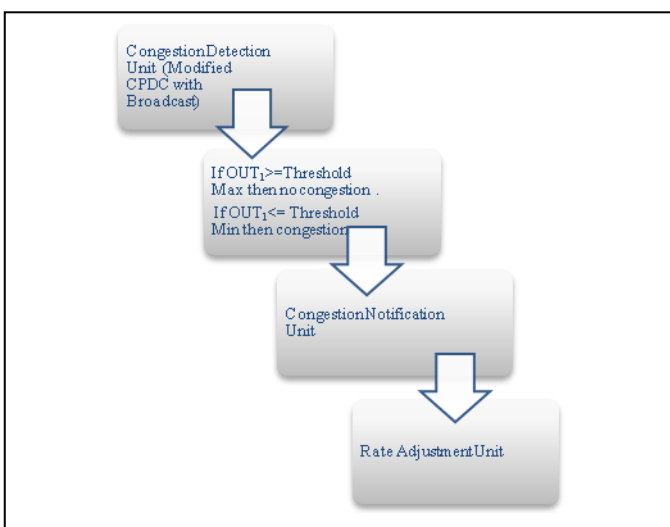 CongestionDetection
Unit (Modified
CPDC with
Broadcast)
If OUT₁>=Threshold
Max then no congestion .
If OUT₁<= Threshold
Min then congestion
CongestionNotification
Unit
Rate AdjustmentUnit